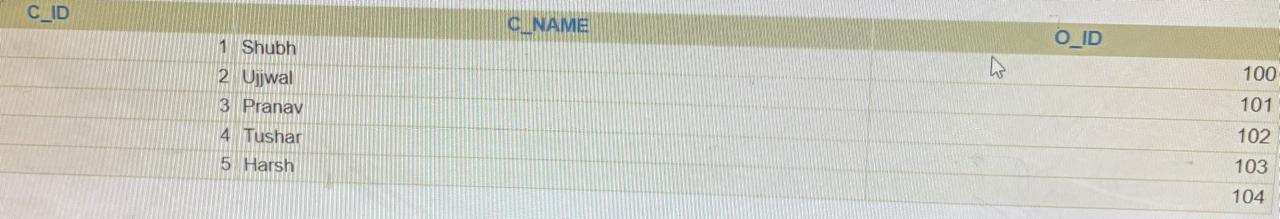 C_ID C_NAME O_ID
1 Shubh 100
2 Ujjwal 101
3 Pranav 102
4 Tushar 103
5 Harsh 104